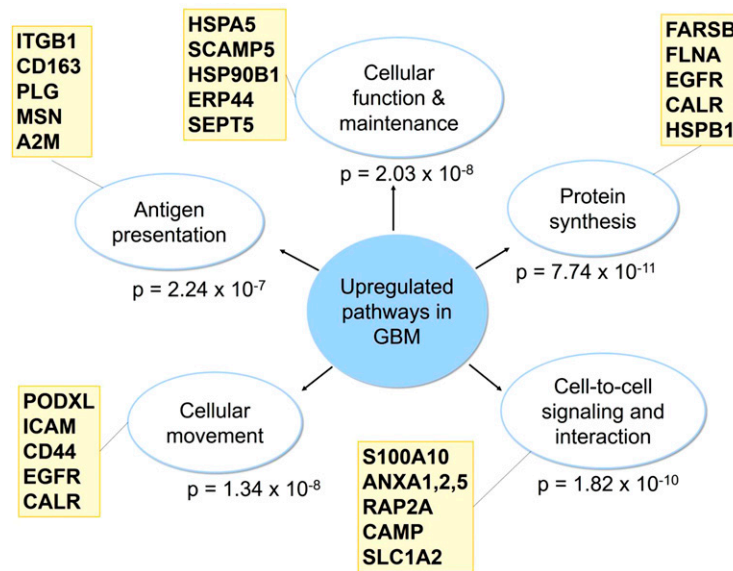 ITGB1
CD163
PLG
MSN
A2M
HSPA5
SCAMP5
HSP90B1
ERP44
SEPT5
Cellular
function &
maintenance
p = 2.03 x 10⁻⁸
FARSB
FLNA
EGFR
CALR
HSPB1
Antigen
presentation
p = 2.24 x 10⁻⁷
Protein
synthesis
p = 7.74 x 10⁻¹¹
Upregulated
pathways in
GBM
PODXL
ICAM
CD44
EGFR
CALR
Cellular
movement
p = 1.34 x 10⁻⁸
S100A10
ANXA1,2,5
RAP2A
CAMP
SLC1A2
Cell-to-cell
signaling and
interaction
p = 1.82 x 10⁻¹⁰